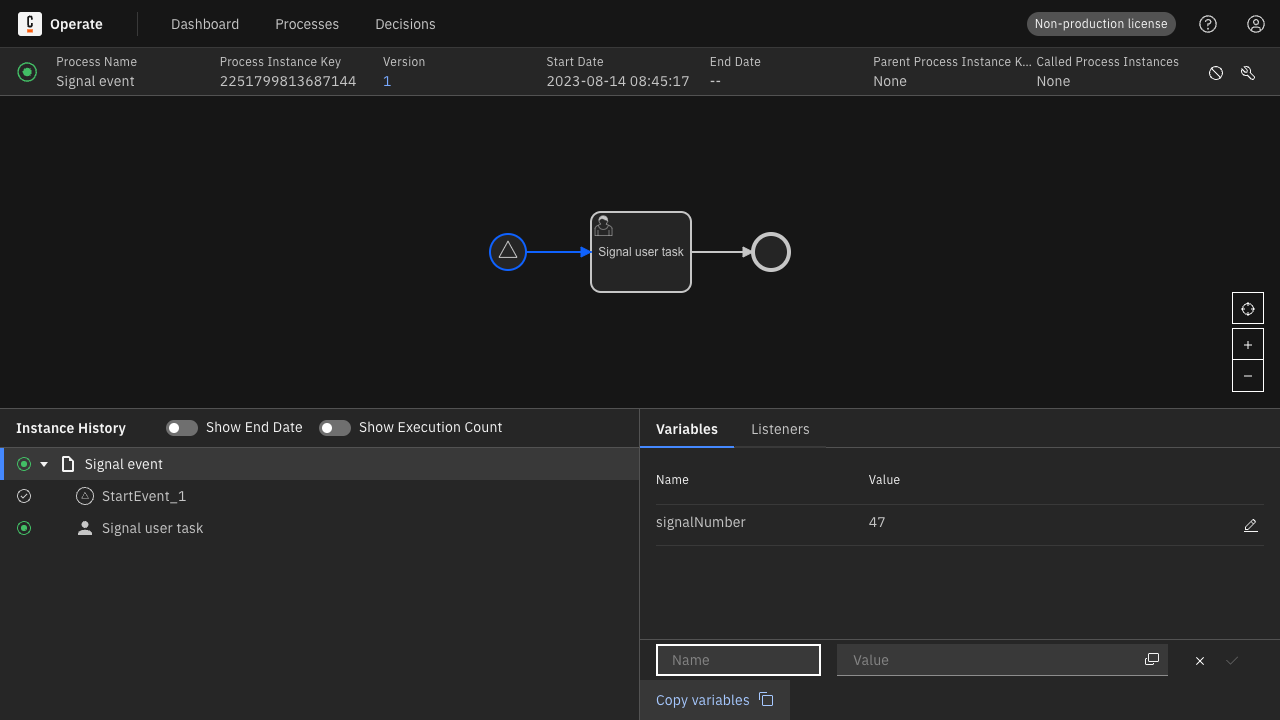 Operate Dashboard Processes Decisions Non-production license
Process Name Process Instance Key Version Start Date End Date Parent Process Instance K... Called Process Instances
Signal event 2251799813687144 1 2023-08-14 08:45:17 -- None None
Signal user task
Instance History Show End Date Show Execution Count
Signal event
StartEvent_1
Signal user task
Variables Listeners
Name Value
signalNumber 47
Name Value
Copy variables